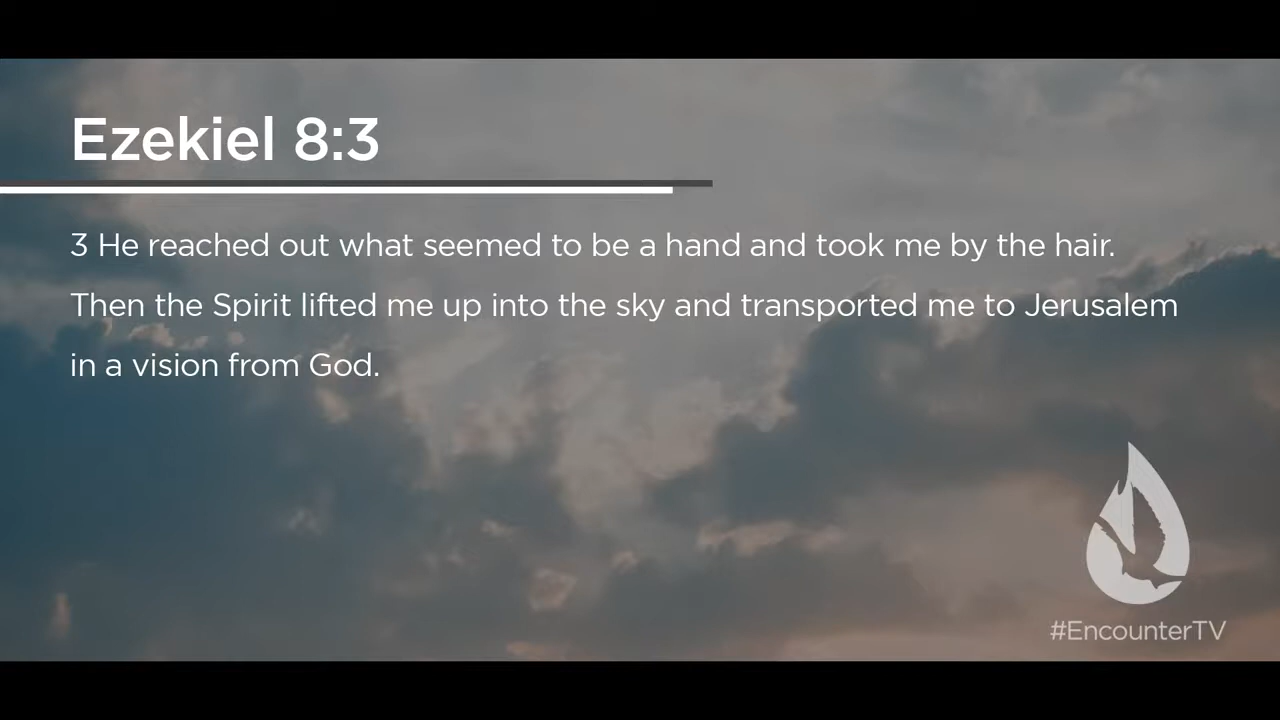 Ezekiel 8:3
3 He reached out what seemed to be a hand and took me by the hair.
Then the Spirit lifted me up into the sky and transported me to Jerusalem
in a vision from God.
#EncounterTV